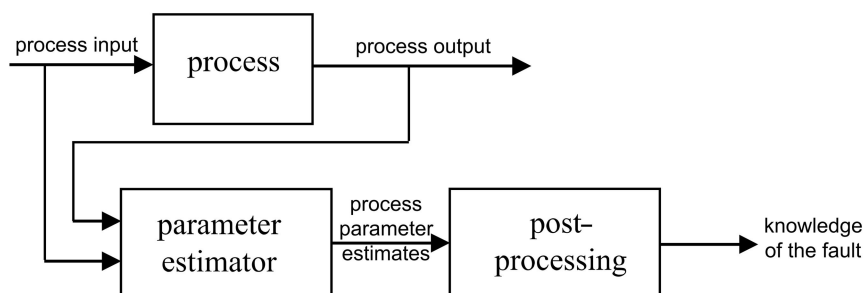 process input
process
process output
parameter
estimator
process
parameter
estimates
post-
processing
knowledge
of the fault